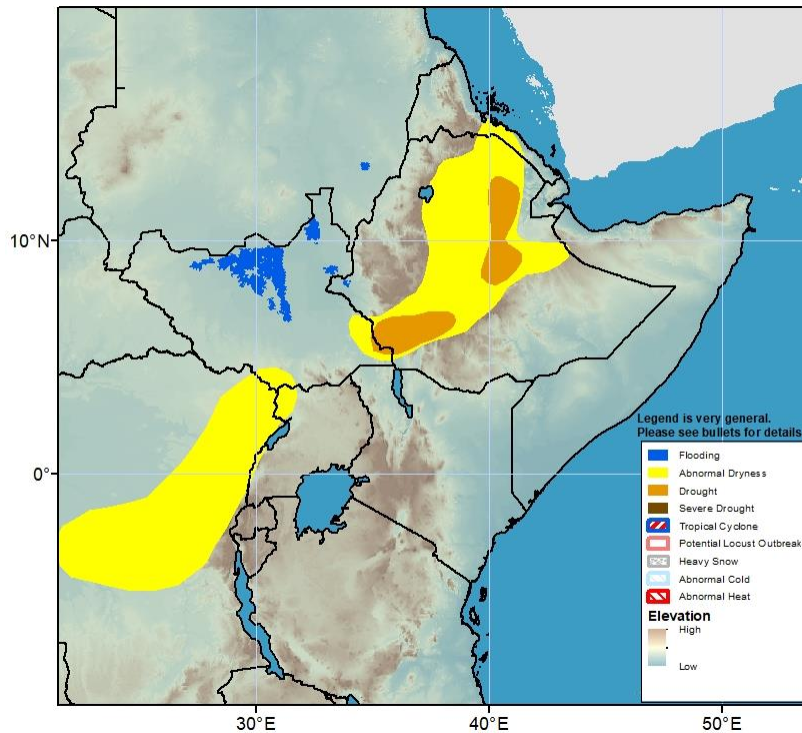 10°N
0°
30°E
40°E
50°E
Legend is very general.
Please see bullets for details
Flooding
Abnormal Dryness
Drought
Severe Drought
Tropical Cyclone
Potential Locust Outbreak
Heavy Snow
Abnormal Cold
Abnormal Heat
Elevation
High
Low